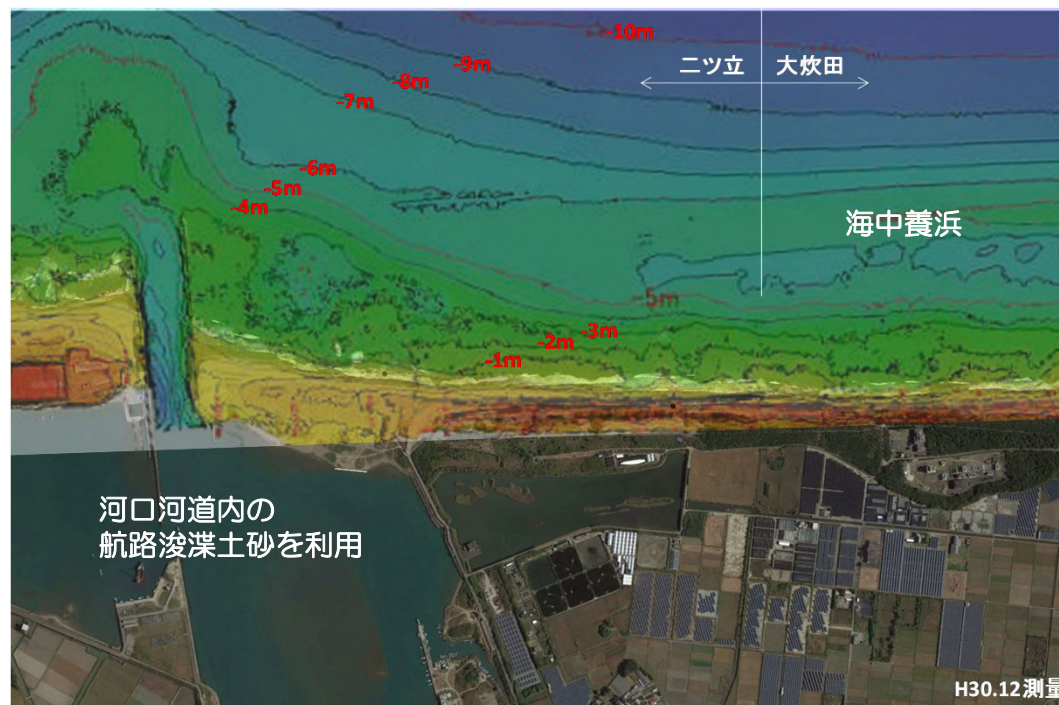 -10m
-9m
二ツ立 大炊田
-8m
-7m
-6m
-5m
-4m
海中養浜
-5m
-3m
-2m
-1m
河口河道内の
航路浚渫土砂を利用
H30.12測量